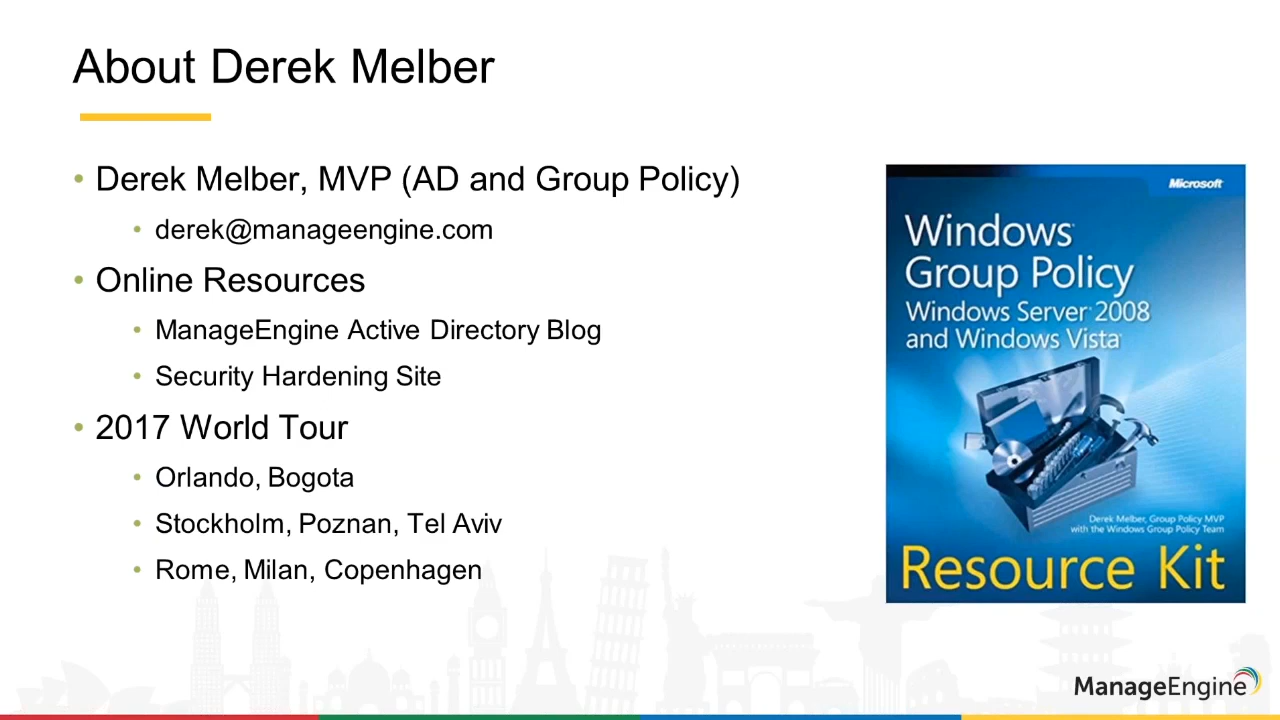 About Derek Melber
• Derek Melber, MVP (AD and Group Policy)
• derek@manageengine.com
• Online Resources
• ManageEngine Active Directory Blog
• Security Hardening Site
• 2017 World Tour
• Orlando, Bogota
• Stockholm, Poznan, Tel Aviv
• Rome, Milan, Copenhagen
Microsoft
Windows
Group Policy
Windows Server 2008
and Windows Vista
Derek Melber, Group Policy MVP
with the Windows Group Policy Team
Resource Kit
ManageEngine